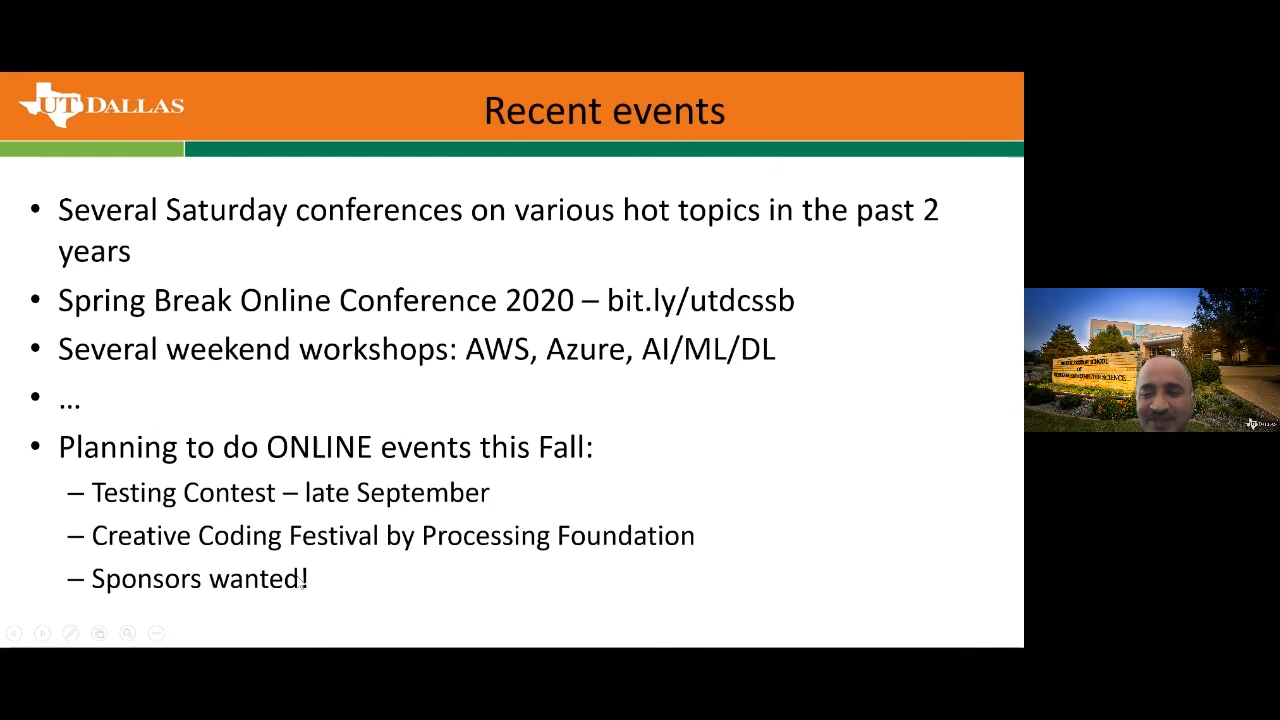 UT DALLAS
Recent events
• Several Saturday conferences on various hot topics in the past 2
years
• Spring Break Online Conference 2020 – bit.ly/utdcssb
• Several weekend workshops: AWS, Azure, AI/ML/DL
• ...
• Planning to do ONLINE events this Fall:
– Testing Contest – late September
– Creative Coding Festival by Processing Foundation
– Sponsors wanted!